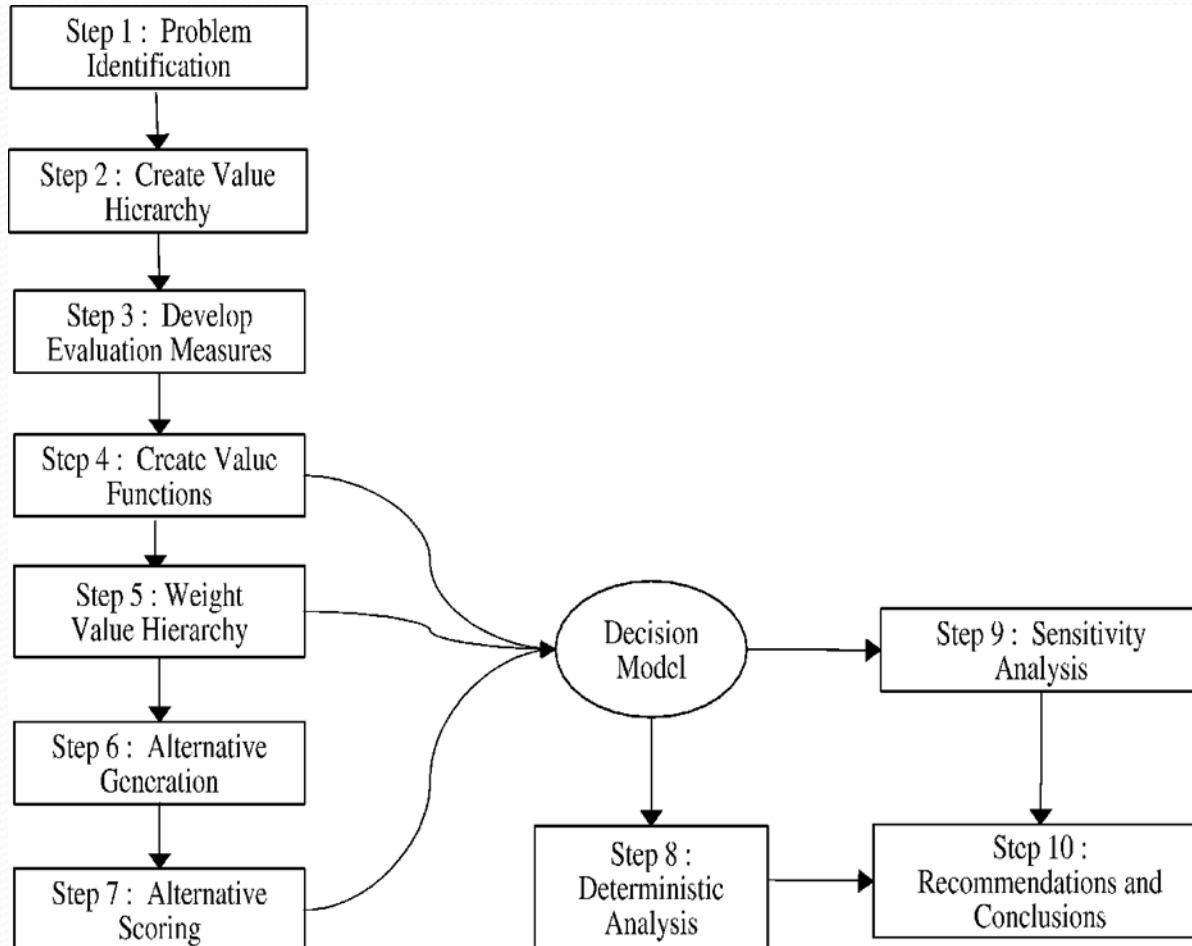 Step 1 : Problem
Identification
Step 2 : Create Value
Hierarchy
Step 3 : Develop
Evaluation Measures
Step 4 : Create Value
Functions
Step 5 : Weight
Value Hierarchy
Step 6 : Alternative
Generation
Step 7 : Alternative
Scoring
Decision
Model
Step 8 :
Deterministic
Analysis
Step 9 : Sensitivity
Analysis
Step 10 :
Recommendations and
Conclusions